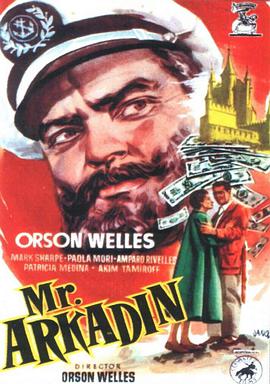 ORSON WELLES
MARK SHARPE - PAOLA MORI - AMPARO RIVELLES
PATRICIA MEDINA - AKIM TAMIROFF
Mr.
ARKADIN
DIRECTOR
ORSON WELLES